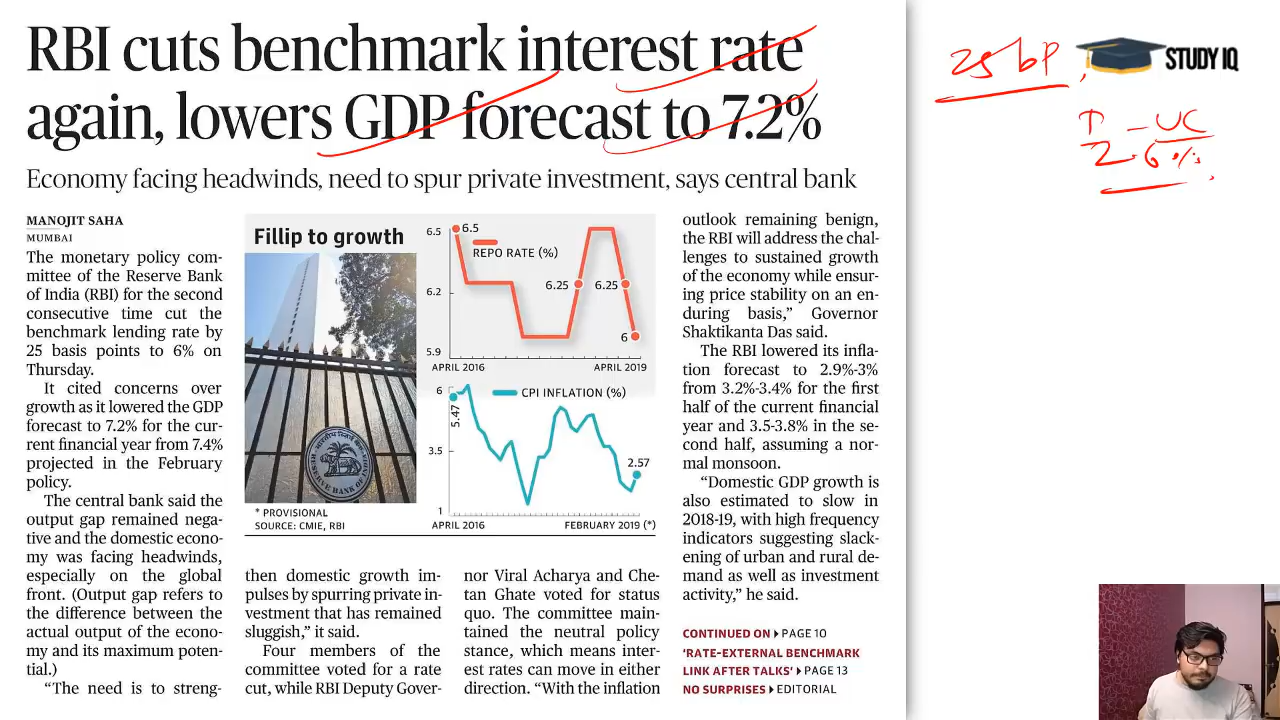 RBI cuts benchmark interest rate
again, lowers GDP forecast to 7.2%
Economy facing headwinds, need to spur private investment, says central bank
MANOJIT SAHA
MUMBAI
The monetary policy com-
mittee of the Reserve Bank
of India (RBI) for the second
consecutive time cut the
benchmark lending rate by
25 basis points to 6% on
Thursday.
It cited concerns over
growth as it lowered the GDP
forecast to 7.2% for the cur-
rent financial year from 7.4%
projected in the February
policy.
The central bank said the
output gap remained nega-
tive and the domestic econo-
my was facing headwinds,
especially on the global
front. (Output gap refers to
the difference between the
actual output of the econo-
my and its maximum poten-
tial.)
"The need is to streng-
Fillip to growth
* PROVISIONAL
SOURCE: CMIE, RBI
6.5
6.5
REPO RATE (%)
6.2
6.25
6.25
6
5.9
APRIL 2016
APRIL 2019
6
CPI INFLATION (%)
5.47
3.5
2.57
1
APRIL 2016
FEBRUARY 2019 (*)
then domestic growth im-
pulses by spurring private in-
vestment that has remained
sluggish," it said.
Four members of the
committee voted for a rate
cut, while RBI Deputy Gover-
nor Viral Acharya and Che-
tan Ghate voted for status
quo. The committee main-
tained the neutral policy
stance, which means inter-
est rates can move in either
direction. "With the inflation
outlook remaining benign,
the RBI will address the chal-
lenges to sustained growth
of the economy while ensur-
ing price stability on an en-
during basis," Governor
Shaktikanta Das said.
The RBI lowered its infla-
tion forecast to 2.9%-3%
from 3.2%-3.4% for the first
half of the current financial
year and 3.5-3.8% in the se-
cond half, assuming a nor-
mal monsoon.
"Domestic GDP growth is
also estimated to slow in
2018-19, with high frequency
indicators suggesting slack-
ening of urban and rural de-
mand as well as investment
activity," he said.
CONTINUED ON PAGE 10
'RATE-EXTERNAL BENCHMARK
LINK AFTER TALKS' PAGE 13
NO SURPRISES EDITORIAL
25 bP,
STUDY IQ
UC
2.6%